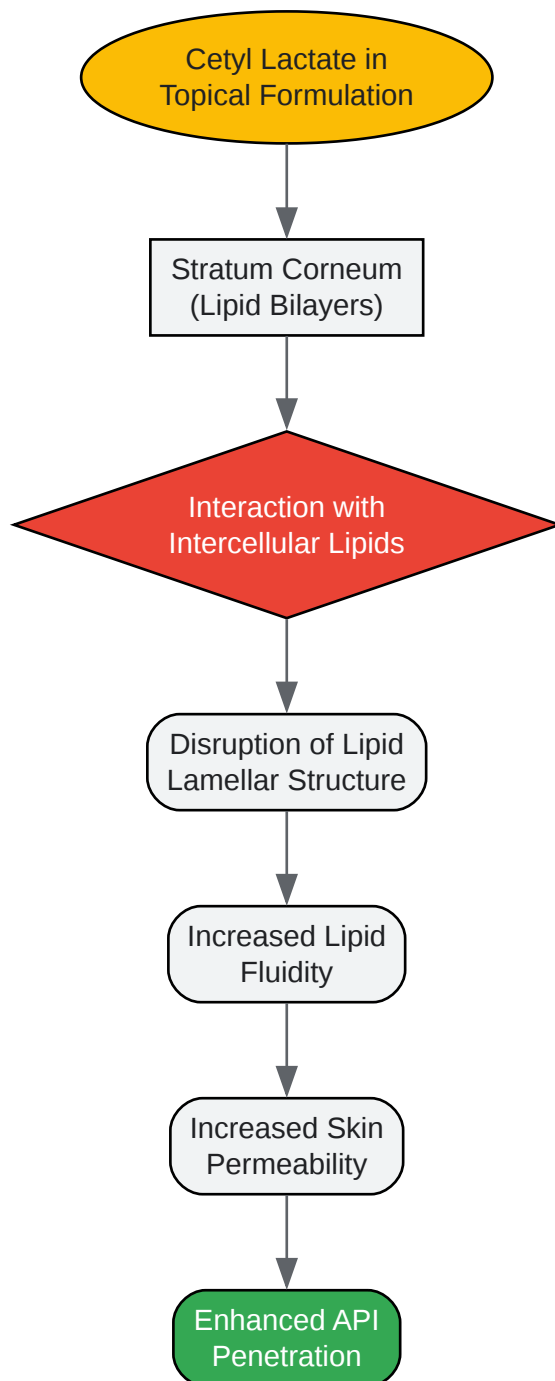 Cetyl Lactate in
Topical Formulation
Stratum Corneum
(Lipid Bilayers)
Interaction with
Intercellular Lipids
Disruption of Lipid
Lamellar Structure
Increased Lipid
Fluidity
Increased Skin
Permeability
Enhanced API
Penetration